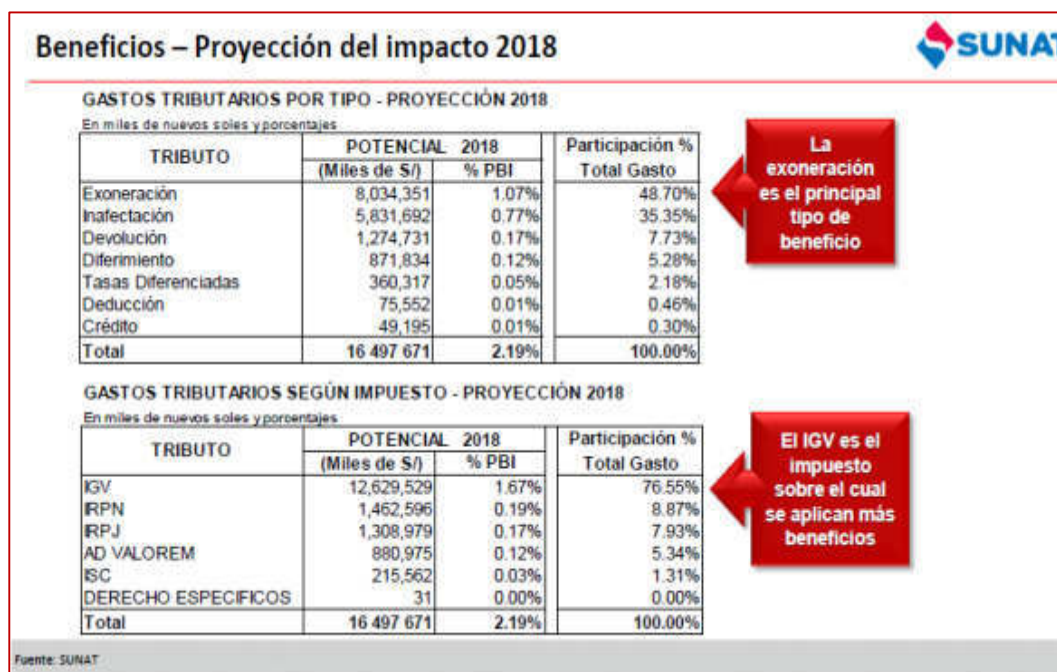 Beneficios – Proyección del impacto 2018
SUNAT
GASTOS TRIBUTARIOS POR TIPO - PROYECCIÓN 2018
En miles de nuevos soles y porcentajes
TRIBUTO POTENCIAL 2018 Participación %
(Miles de S/) % PBI Total Gasto
Exoneración 8,034,351 1.07% 48.70%
Inafectación 5,831,692 0.77% 35.35%
Devolución 1,274,731 0.17% 7.73%
Diferimiento 871,834 0.12% 5.28%
Tasas Diferenciadas 360,317 0.05% 2.18%
Deducción 75,552 0.01% 0.46%
Crédito 49,195 0.01% 0.30%
Total 16 497 671 2.19% 100.00%
La
exoneración
es el principal
tipo de
beneficio
GASTOS TRIBUTARIOS SEGÚN IMPUESTO - PROYECCIÓN 2018
En miles de nuevos soles y porcentajes
TRIBUTO POTENCIAL 2018 Participación %
(Miles de S/) % PBI Total Gasto
IGV 12,629,529 1.67% 76.55%
IRPN 1,462,596 0.19% 8.87%
IRPJ 1,308,979 0.17% 7.93%
AD VALOREM 880,975 0.12% 5.34%
ISC 215,562 0.03% 1.31%
DERECHO ESPECIFICOS 31 0.00% 0.00%
Total 16 497 671 2.19% 100.00%
El IGV es el
impuesto
sobre el cual
se aplican más
beneficios
Fuente: SUNAT